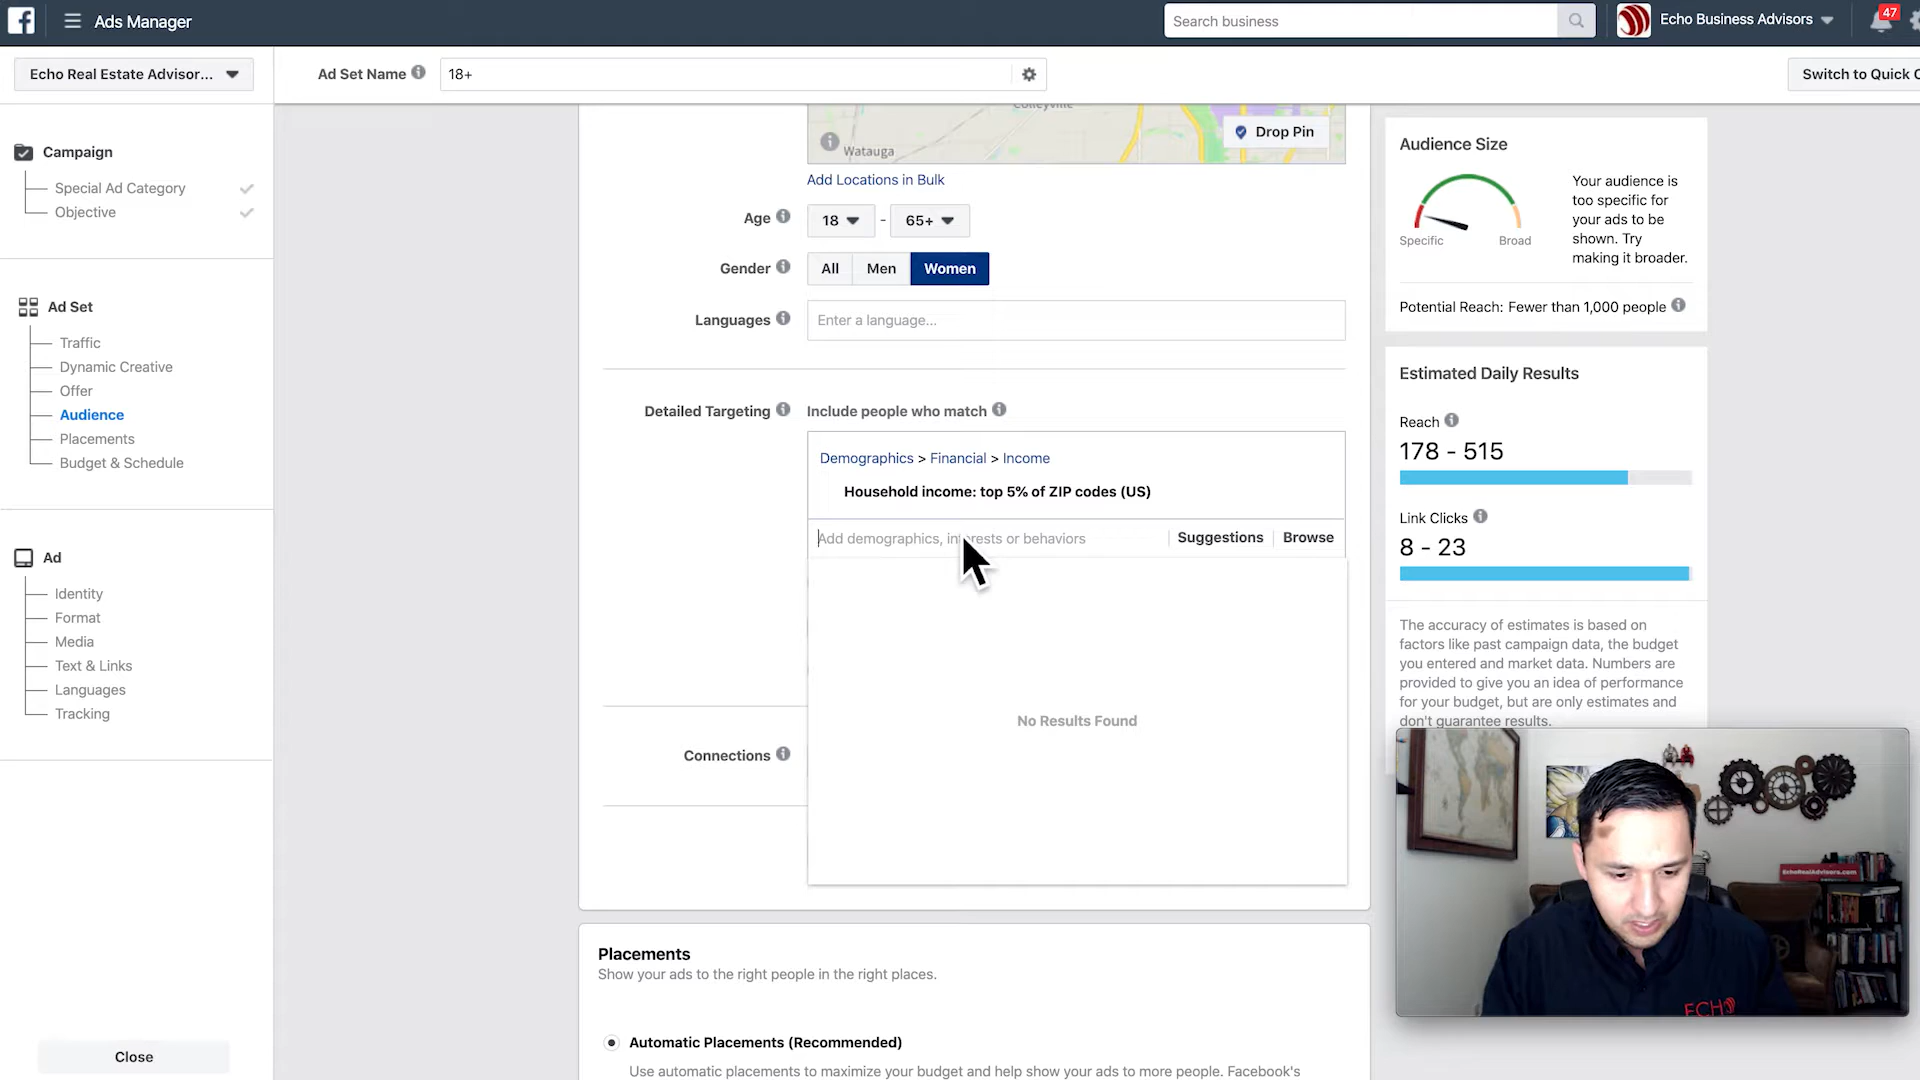 Ads Manager
Search business
Echo Business Advisors
47
Echo Real Estate Advisor...
Ad Set Name
18+
Switch to Quick C
Campaign
Special Ad Category
Objective
Ad Set
Traffic
Dynamic Creative
Offer
Audience
Placements
Budget & Schedule
Ad
Identity
Format
Media
Text & Links
Languages
Tracking
Close
Colleyville
Watauga
Drop Pin
Add Locations in Bulk
Age
18
-
65+
Gender
All
Men
Women
Languages
Enter a language...
Detailed Targeting
Include people who match
Demographics > Financial > Income
Household income: top 5% of ZIP codes (US)
Add demographics, interests or behaviors
Suggestions
Browse
No Results Found
Connections
Placements
Show your ads to the right people in the right places.
Automatic Placements (Recommended)
Use automatic placements to maximize your budget and help show your ads to more people. Facebook's
Audience Size
Specific
Broad
Your audience is
too specific for
your ads to be
shown. Try
making it broader.
Potential Reach: Fewer than 1,000 people
Estimated Daily Results
Reach
178 - 515
Link Clicks
8 - 23
The accuracy of estimates is based on
factors like past campaign data, the budget
you entered and market data. Numbers are
provided to give you an idea of performance
for your budget, but are only estimates and
don't guarantee results.
EchoRealAdvisors.com
ECHO